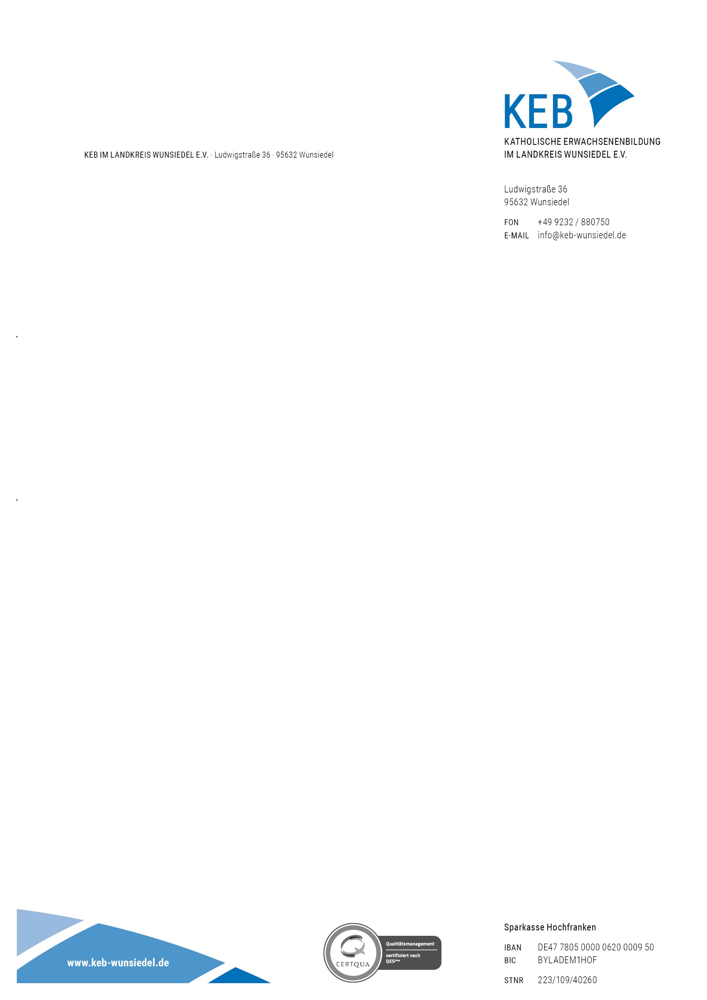 KEB
KATHOLISCHE ERWACHSENENBILDUNG
IM LANDKREIS WUNSIEDEL E.V.
KEB IM LANDKREIS WUNSIEDEL E.V. · Ludwigstraße 36 · 95632 Wunsiedel
Ludwigstraße 36
95632 Wunsiedel
FON +49 9232 / 880750
E-MAIL info@keb-wunsiedel.de
www.keb-wunsiedel.de
CERTQUA
Qualitätsmanagement
zertifiziert nach
QESplus
Sparkasse Hochfranken
IBAN DE47 7805 0000 0620 0009 50
BIC BYLADEM1HOF
STNR 223/109/40260